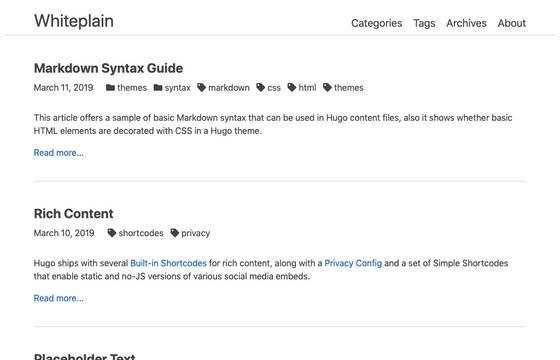 Whiteplain
Categories Tags Archives About
Markdown Syntax Guide
March 11, 2019 themes syntax markdown css html themes
This article offers a sample of basic Markdown syntax that can be used in Hugo content files, also it shows whether basic
HTML elements are decorated with CSS in a Hugo theme.
Read more...
Rich Content
March 10, 2019 shortcodes privacy
Hugo ships with several Built-in Shortcodes for rich content, along with a Privacy Config and a set of Simple Shortcodes
that enable static and no-JS versions of various social media embeds.
Read more...
Placeholder Text